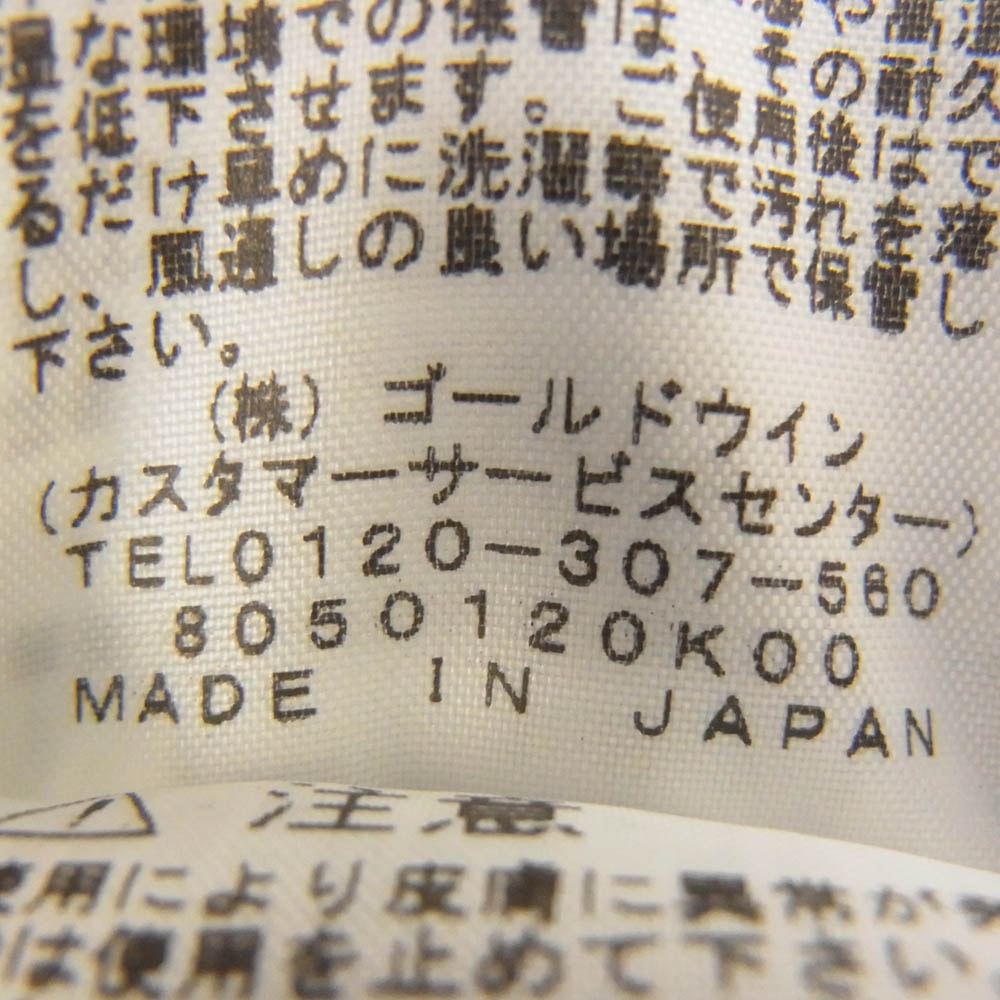 な環境での保管は、その耐久
を低下させます。ご使用後はで
るだけ早めに洗濯等で汚れを落
し、風通しの良い場所で保管し
下さい。
(株) ゴールドウイン
(カスタマーサービスセンター)
TEL0120-307-560
8050120K00
MADE IN JAPAN
注意
使用により皮膚に異常が
は使用を止めて下さい。